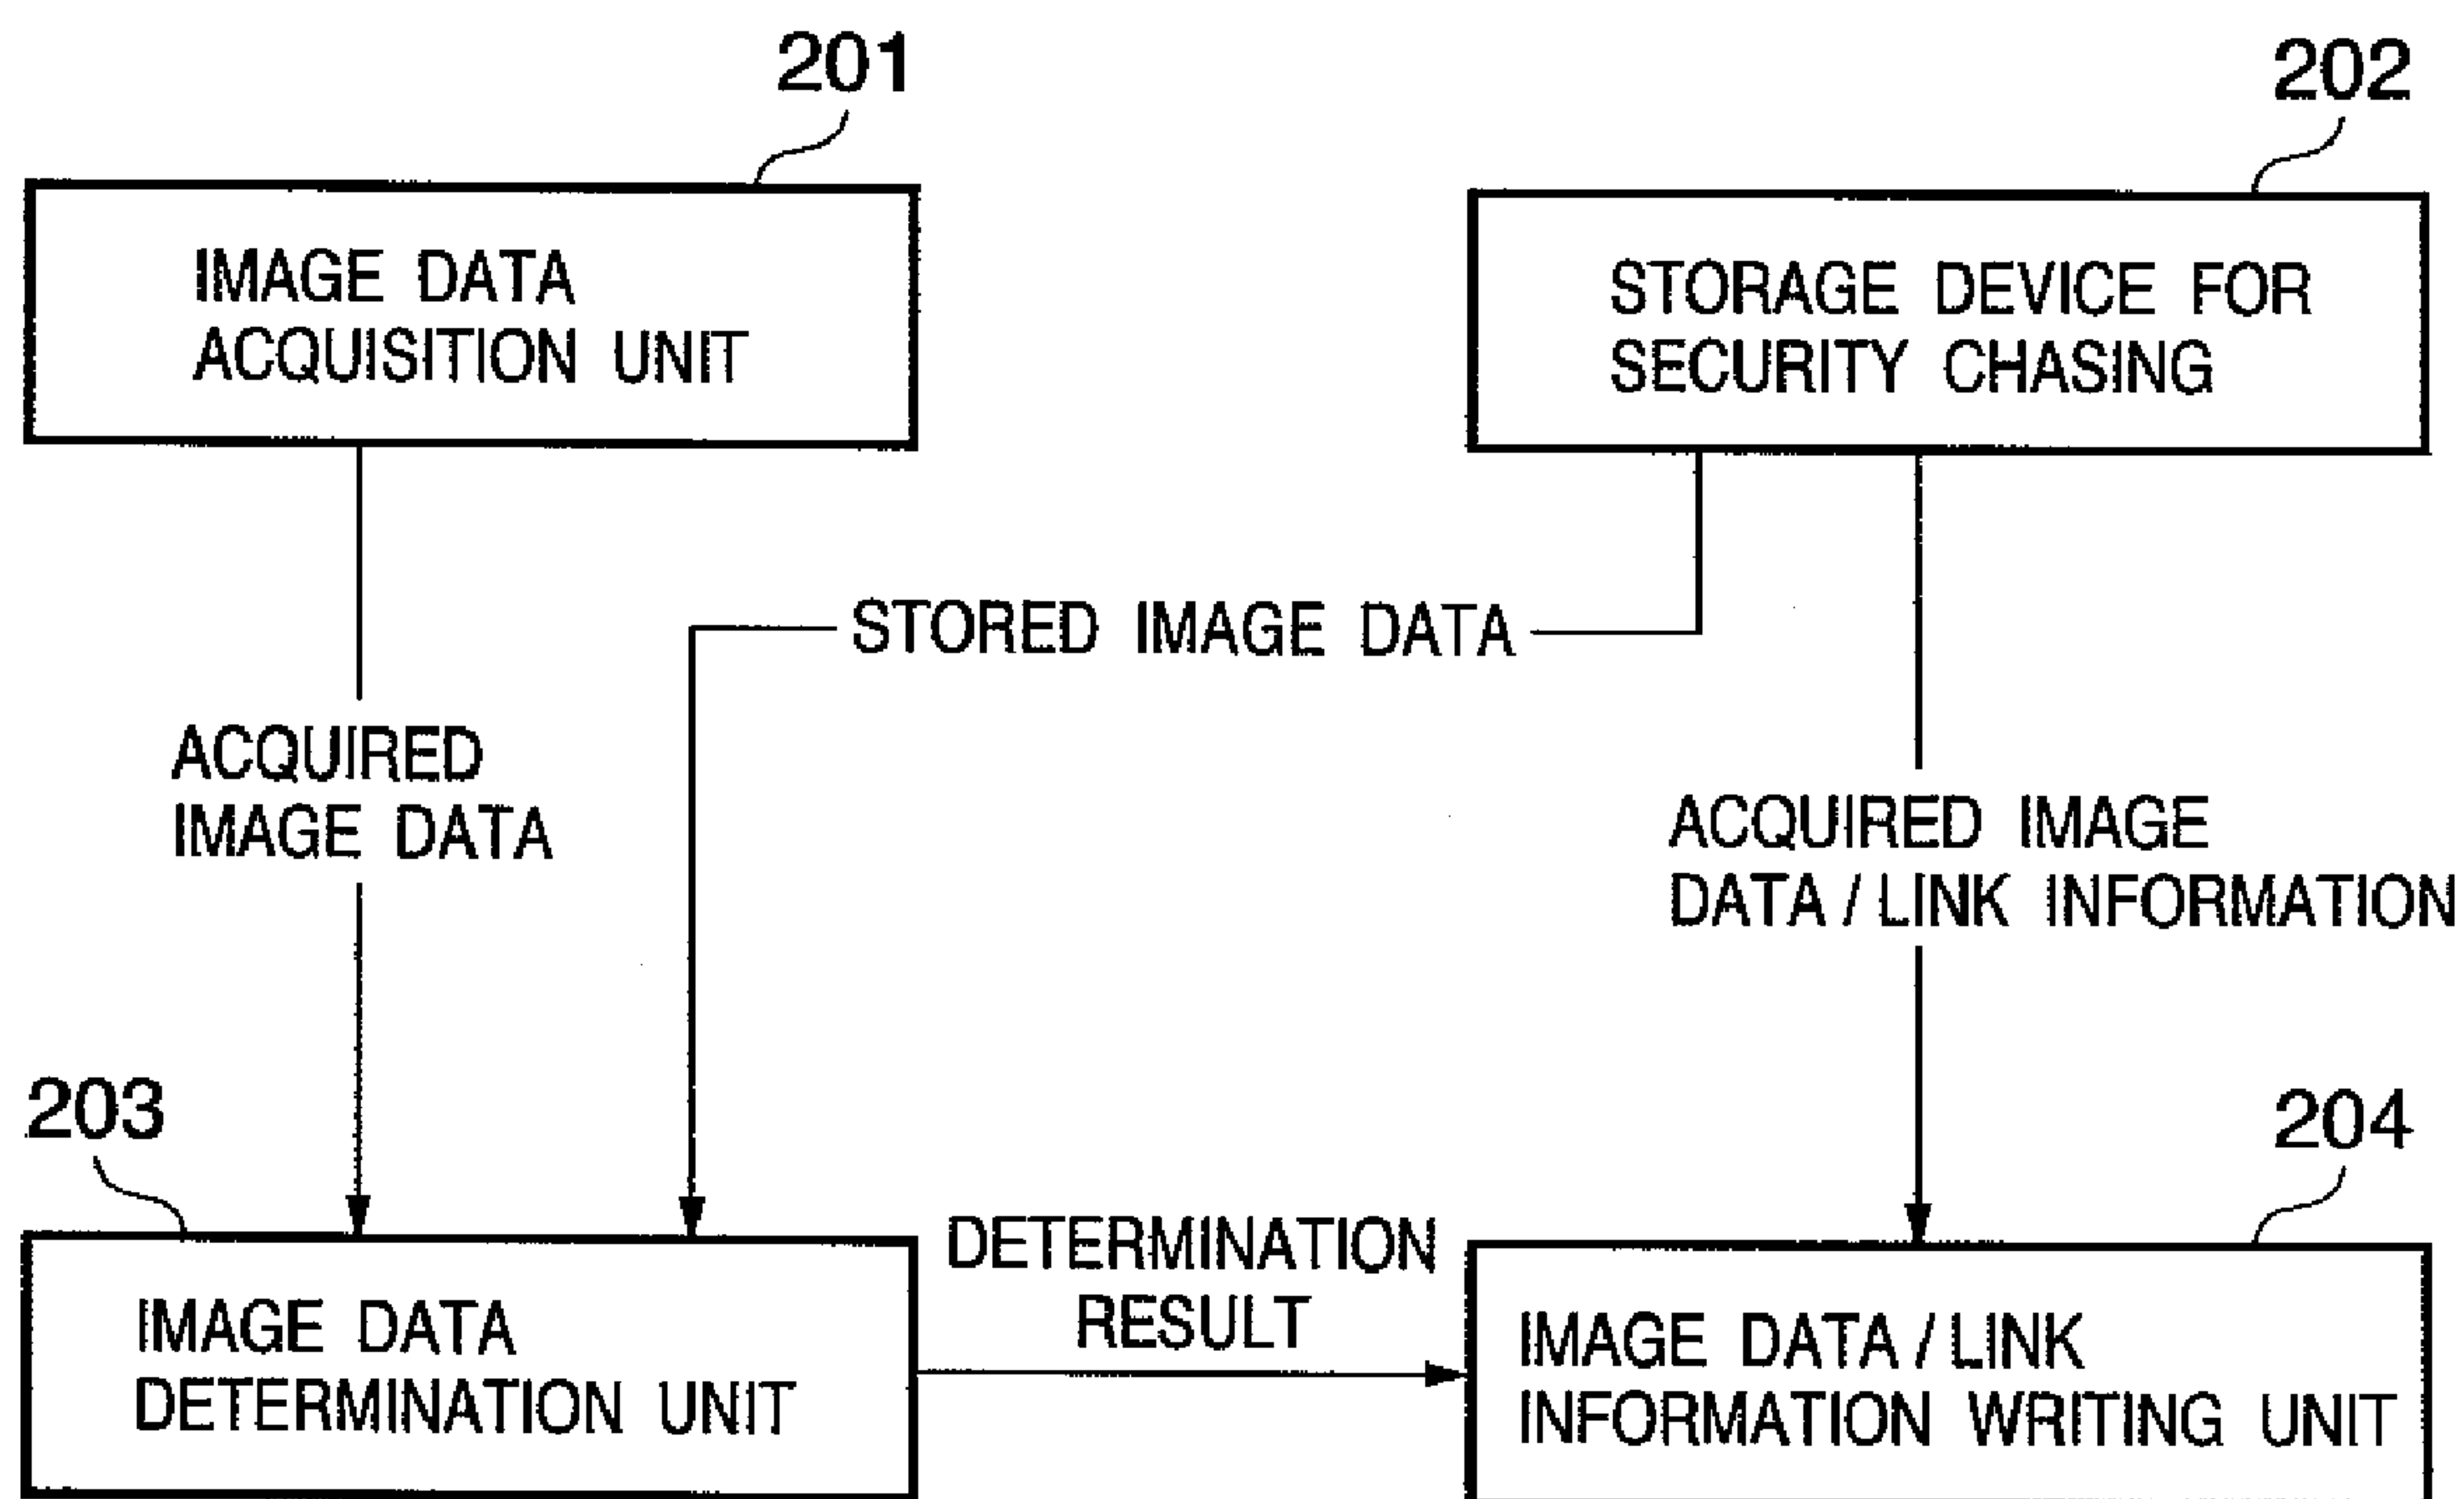 201
202
IMAGE DATA
ACQUISITION UNIT
STORAGE DEVICE FOR
SECURITY CHASING
STORED IMAGE DATA
ACQUIRED
IMAGE DATA
ACQUIRED IMAGE
DATA / LINK INFORMATION
203
204
DETERMINATION
RESULT
IMAGE DATA
DETERMINATION UNIT
IMAGE DATA / LINK
INFORMATION WRITING UNIT